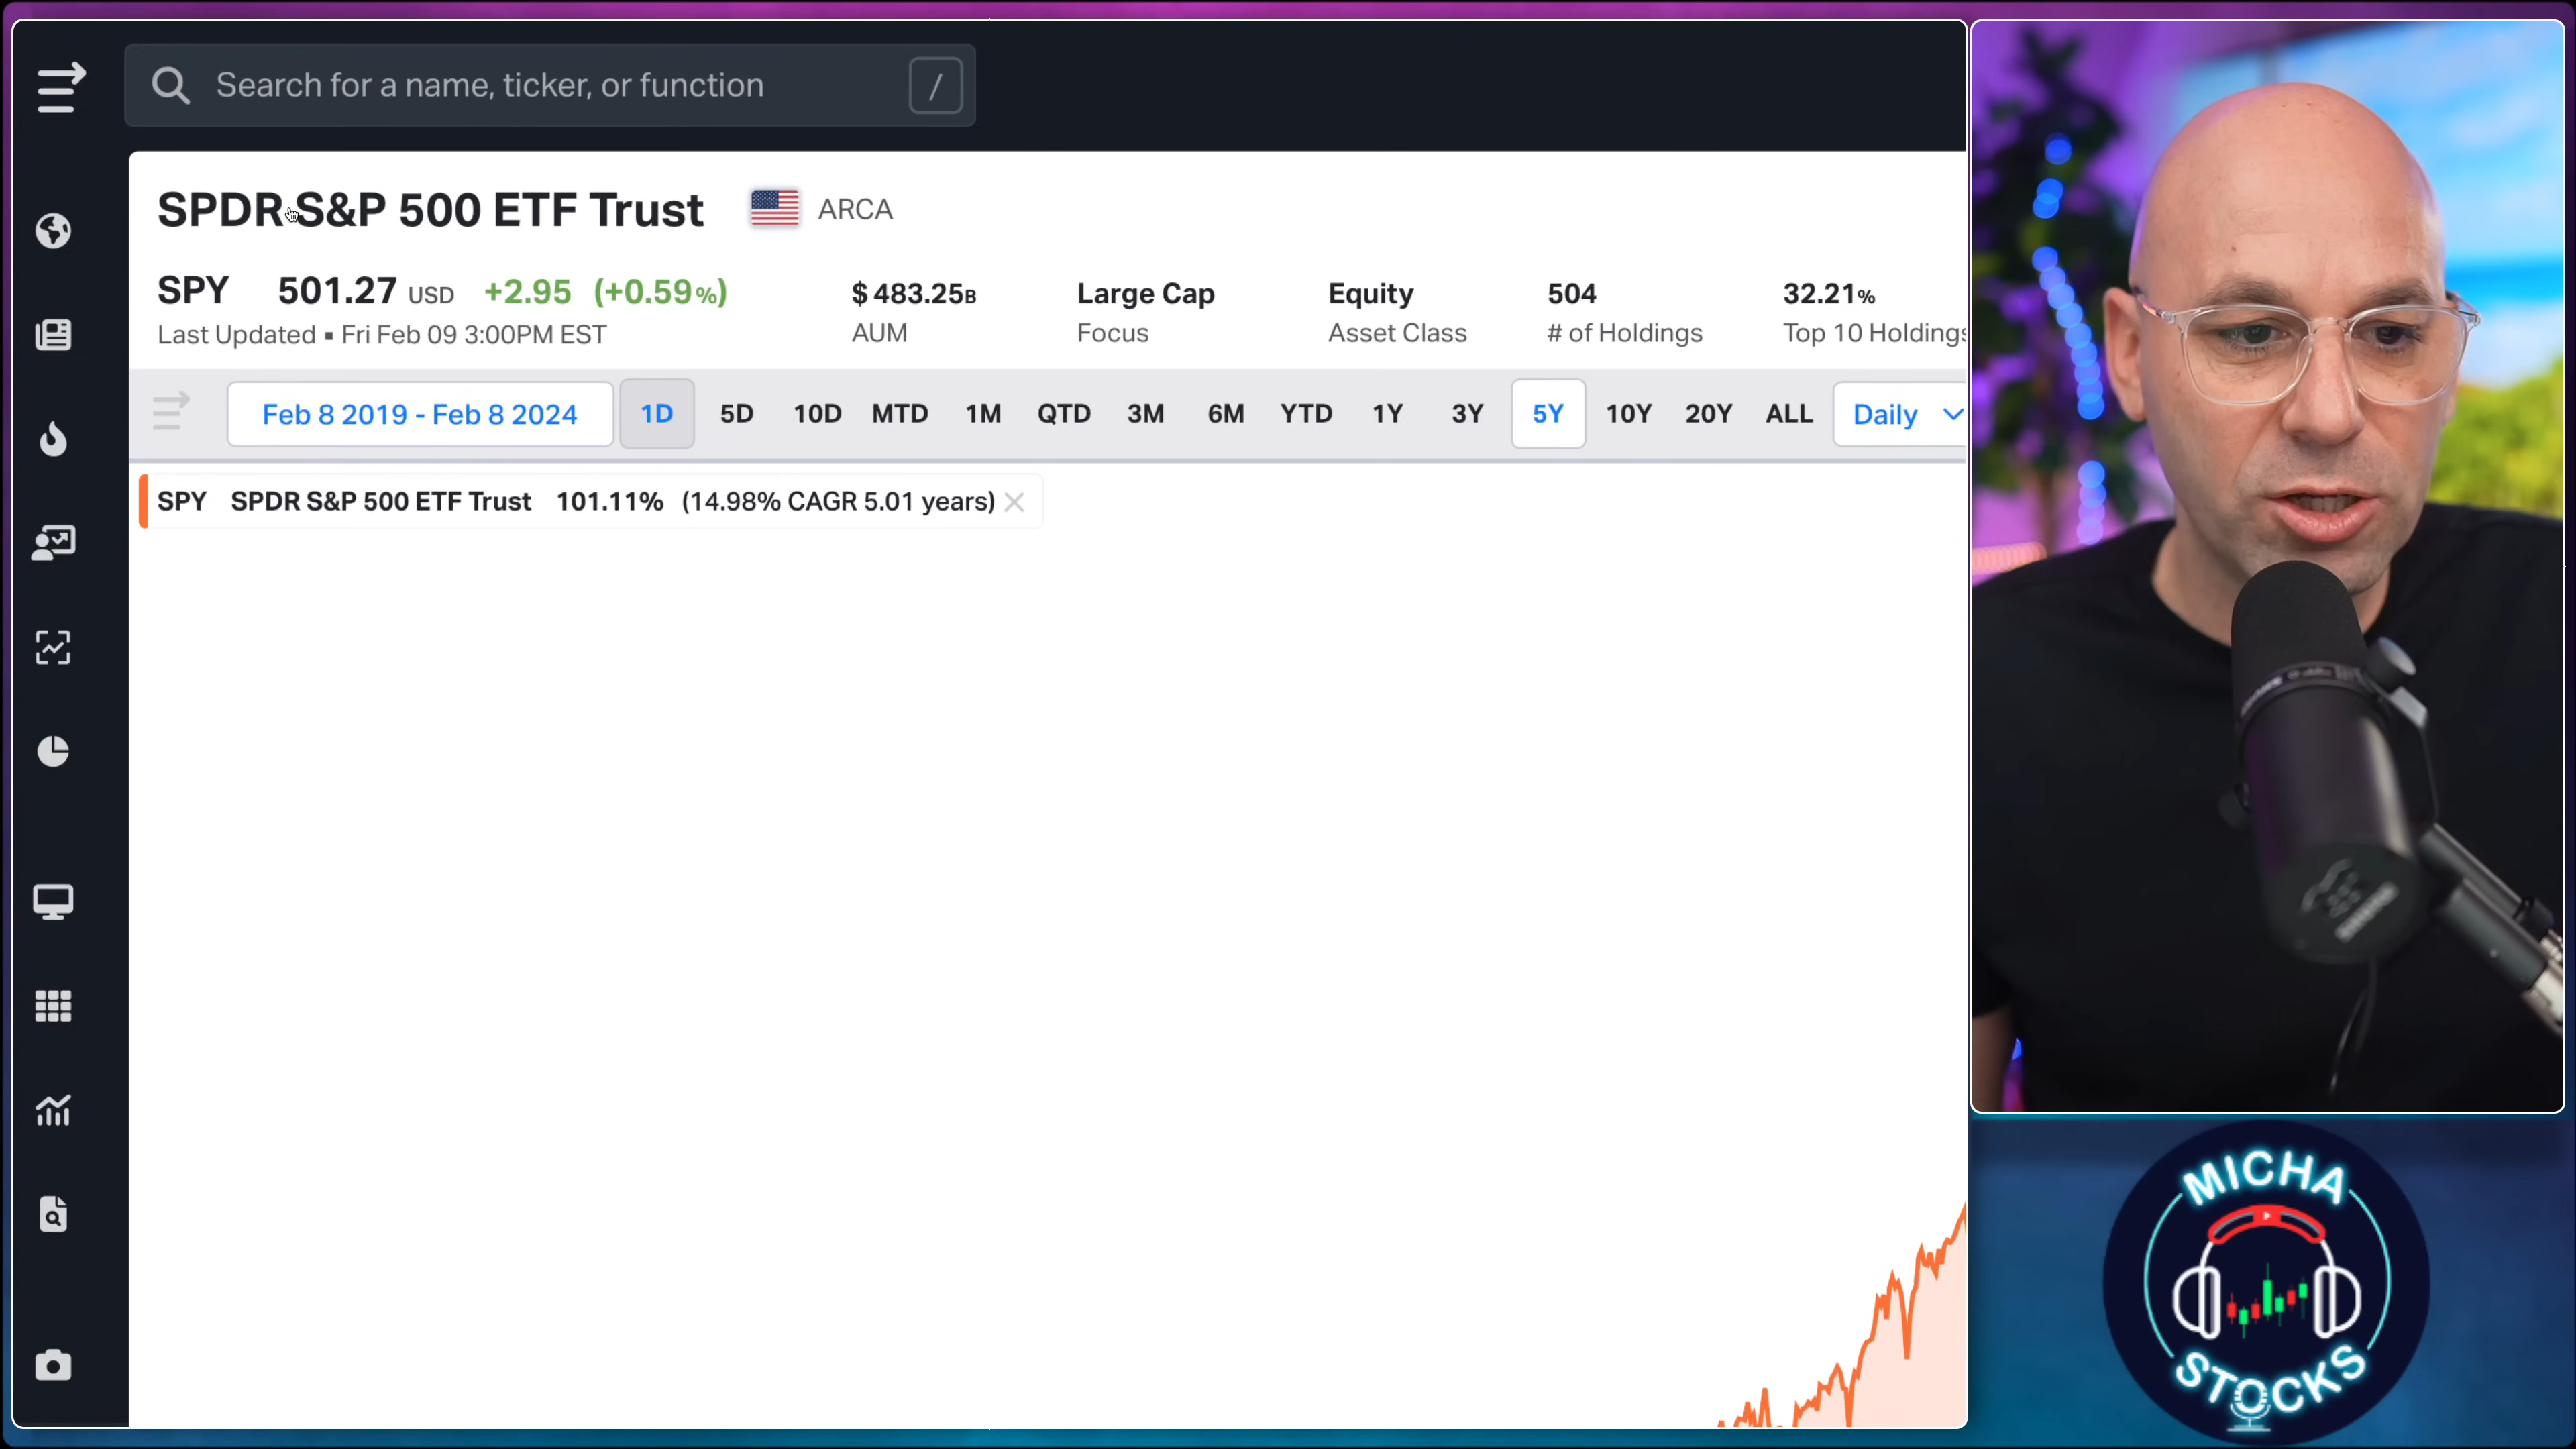 Search for a name, ticker, or function /
SPDR S&P 500 ETF Trust ARCA
SPY 501.27 USD +2.95 (+0.59%)
Last Updated ▪ Fri Feb 09 3:00PM EST
$ 483.25B
AUM
Large Cap
Focus
Equity
Asset Class
504
# of Holdings
32.21%
Top 10 Holdings
Feb 8 2019 - Feb 8 2024 1D 5D 10D MTD 1M QTD 3M 6M YTD 1Y 3Y 5Y 10Y 20Y ALL Daily
SPY SPDR S&P 500 ETF Trust 101.11% (14.98% CAGR 5.01 years)
MICHA
STOCKS